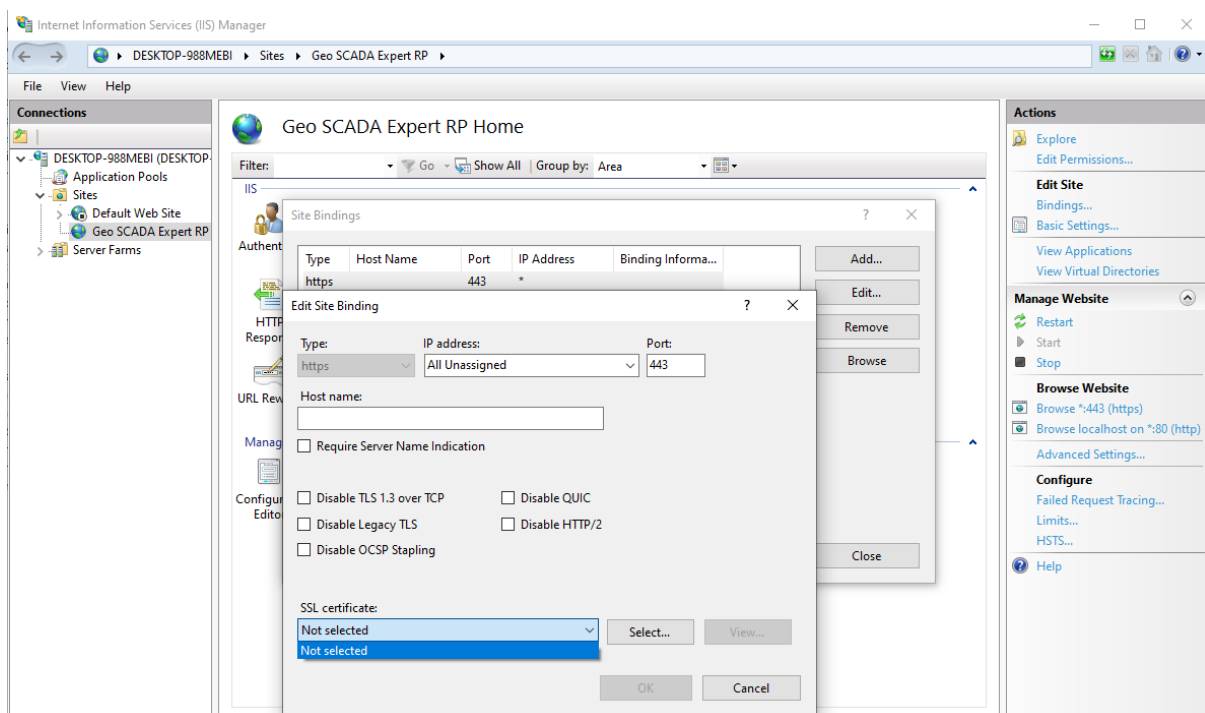 Internet Information Services (IIS) Manager
DESKTOP-988MEBI Sites Geo SCADA Expert RP
File View Help
Connections
DESKTOP-988MEBI (DESKTOP-
Application Pools
Sites
Default Web Site
Geo SCADA Expert RP
Server Farms
Geo SCADA Expert RP Home
Filter: Go Show All Group by: Area
IIS
Authent
HTTP
Respon
URL Rew
Manag
Configur
Edito
Site Bindings ?
Type Host Name Port IP Address Binding Informa...
https 443 *
Add...
Edit...
Remove
Browse
Close
Edit Site Binding ?
Type: IP address: Port:
https All Unassigned 443
Host name:
Require Server Name Indication
Disable TLS 1.3 over TCP Disable QUIC
Disable Legacy TLS Disable HTTP/2
Disable OCSP Stapling
SSL certificate:
Not selected Select... View...
Not selected
OK Cancel
Actions
Explore
Edit Permissions...
Edit Site
Bindings...
Basic Settings...
View Applications
View Virtual Directories
Manage Website
Restart
Start
Stop
Browse Website
Browse *:443 (https)
Browse localhost on *:80 (http)
Advanced Settings...
Configure
Failed Request Tracing...
Limits...
HSTS...
Help